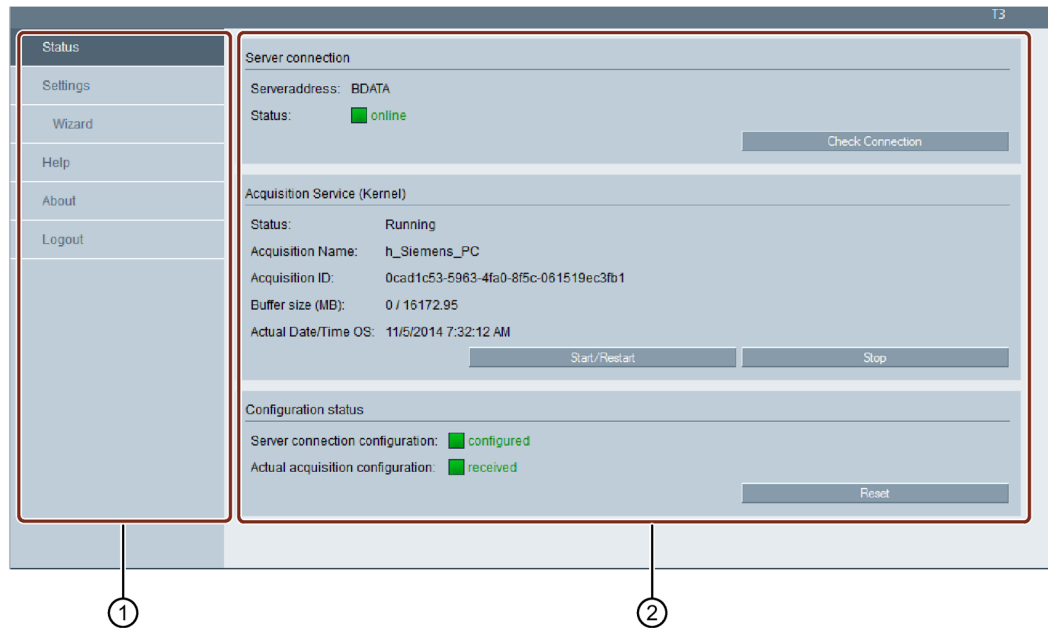 T3
Status
Settings
Wizard
Help
About
Logout
Server connection
Serveraddress: BDATA
Status: online
Check Connection
Acquisition Service (Kernel)
Status: Running
Acquisition Name: h_Siemens_PC
Acquisition ID: 0cad1c53-5963-4fa0-8f5c-061519ec3fb1
Buffer size (MB): 0 / 16172.95
Actual Date/Time OS: 11/5/2014 7:32:12 AM
Start/Restart Stop
Configuration status
Server connection configuration: configured
Actual acquisition configuration: received
Reset
1 2